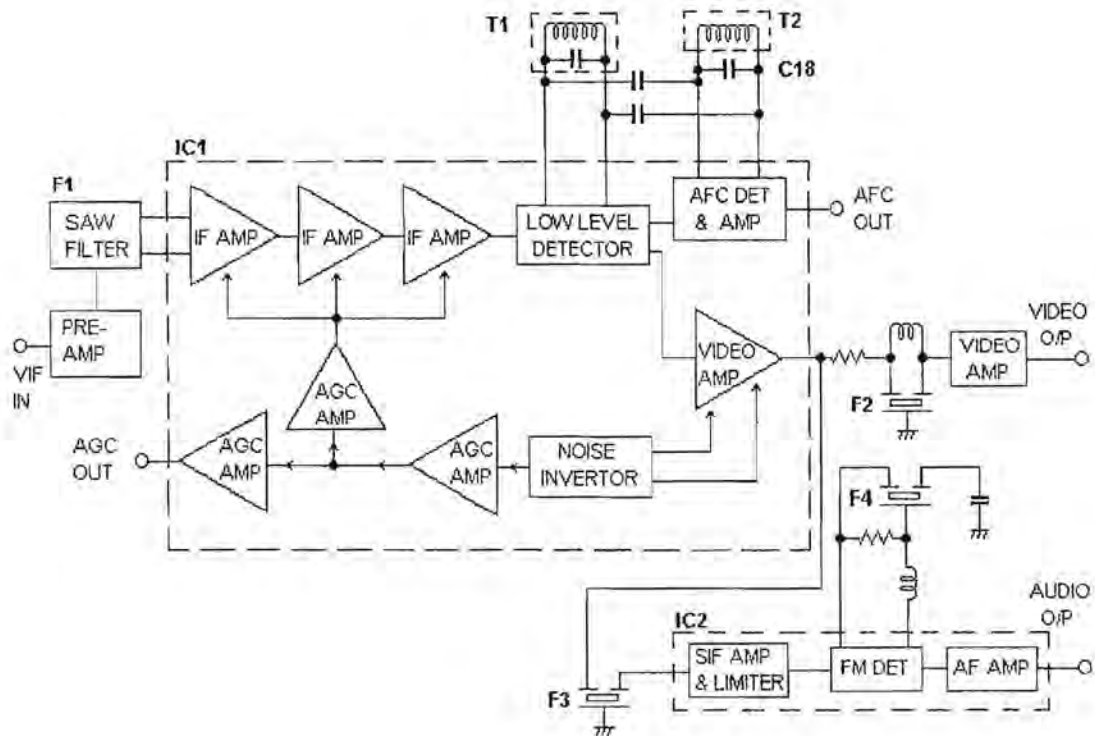 T1
T2
C18
IC1
F1
SAW
FILTER
IF AMP
IF AMP
IF AMP
LOW LEVEL
DETECTOR
AFC DET
& AMP
AFC
OUT
PRE-
AMP
VIF
IN
VIDEO
AMP
VIDEO
AMP
VIDEO
O/P
F2
AGC
AMP
AGC
OUT
AGC
AMP
AGC
AMP
NOISE
INVERTOR
F4
AUDIO
O/P
IC2
SIF AMP
& LIMITER
FM DET
AF AMP
F3